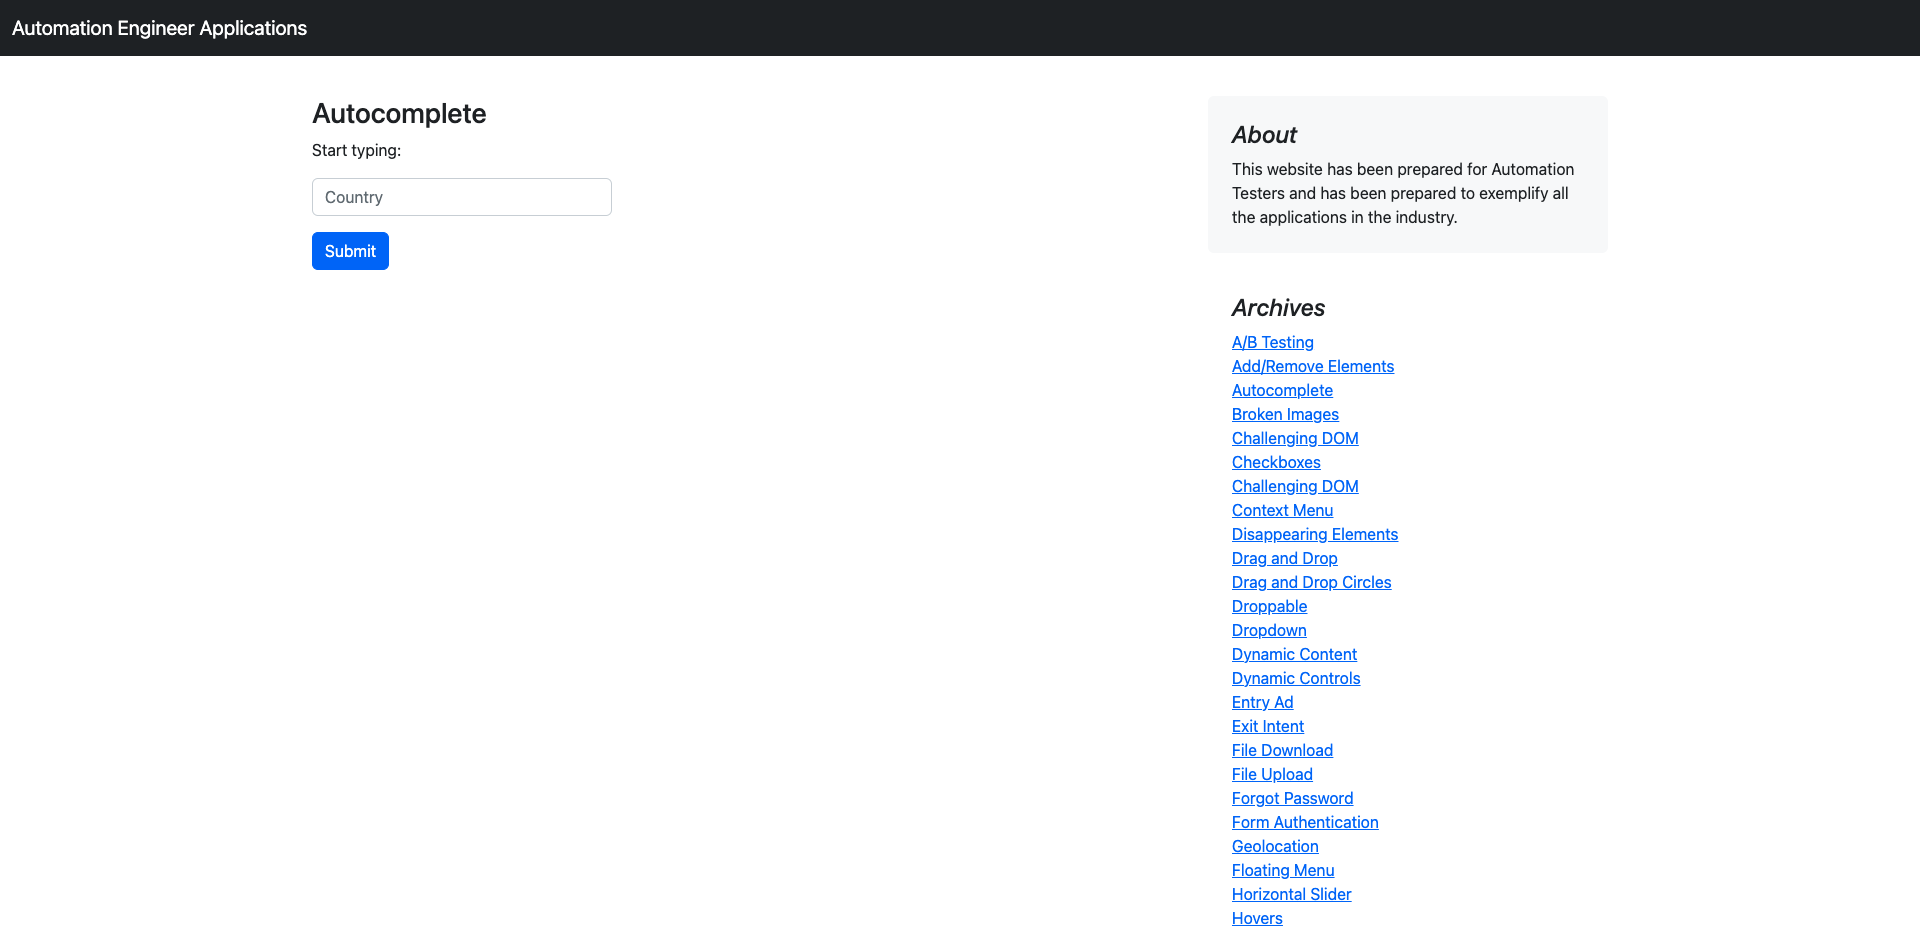 Automation Engineer Applications
Autocomplete
Start typing:
Country
Submit
About
This website has been prepared for Automation
Testers and has been prepared to exemplify all
the applications in the industry.
Archives
A/B Testing
Add/Remove Elements
Autocomplete
Broken Images
Challenging DOM
Checkboxes
Challenging DOM
Context Menu
Disappearing Elements
Drag and Drop
Drag and Drop Circles
Droppable
Dropdown
Dynamic Content
Dynamic Controls
Entry Ad
Exit Intent
File Download
File Upload
Forgot Password
Form Authentication
Geolocation
Floating Menu
Horizontal Slider
Hovers